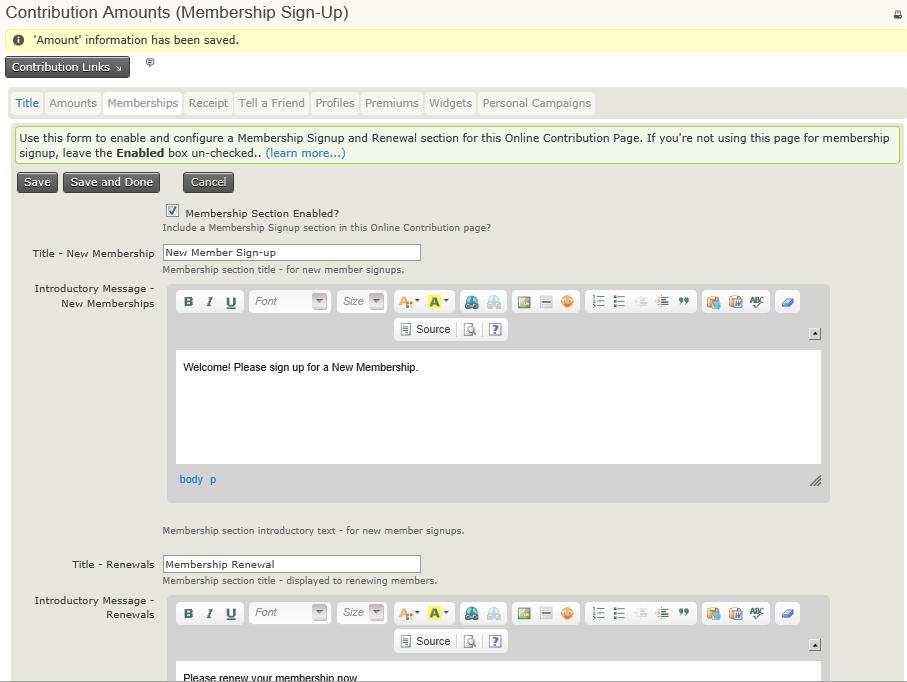 Contribution Amounts (Membership Sign-Up)
'Amount' information has been saved.
Contribution Links
Title Amounts Memberships Receipt Tell a Friend Profiles Premiums Widgets Personal Campaigns
Use this form to enable and configure a Membership Signup and Renewal section for this Online Contribution Page. If you're not using this page for membership
signup, leave the Enabled box un-checked.. (learn more...)
Save Save and Done Cancel
Membership Section Enabled?
Include a Membership Signup section in this Online Contribution page?
Title - New Membership New Member Sign-up
Membership section title - for new member signups.
Introductory Message -
New Memberships
B I U Font Size A A ABC
Source ?
Welcome! Please sign up for a New Membership.
body p
Membership section introductory text - for new member signups.
Title - Renewals Membership Renewal
Membership section title - displayed to renewing members.
Introductory Message -
Renewals
B I U Font Size A A ABC
Source ?
Please renew your membership now